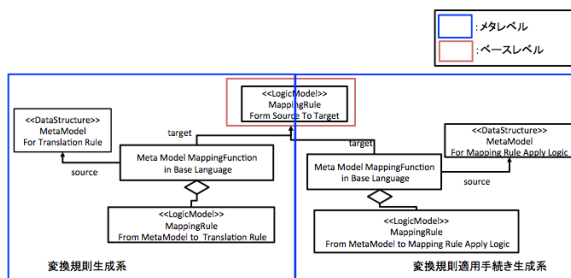 ：メタレベル
：ベースレベル
<<LogicModel>>
MappingRule
Form Source To Target
<<DataStructure>>
MetaModel
For Translation Rule
target
source
Meta Model MappingFunction
in Base Language
<<LogicModel>>
MappingRule
From MetaModel to Translation Rule
変換規則生成系
target
<<DataStructure>>
MetaModel
For Mapping Rule Apply Logic
Meta Model MappingFunction
in Base Language
source
<<LogicModel>>
MappingRule
From MetaModel to Mapping Rule Apply Logic
変換規則適用手続き生成系